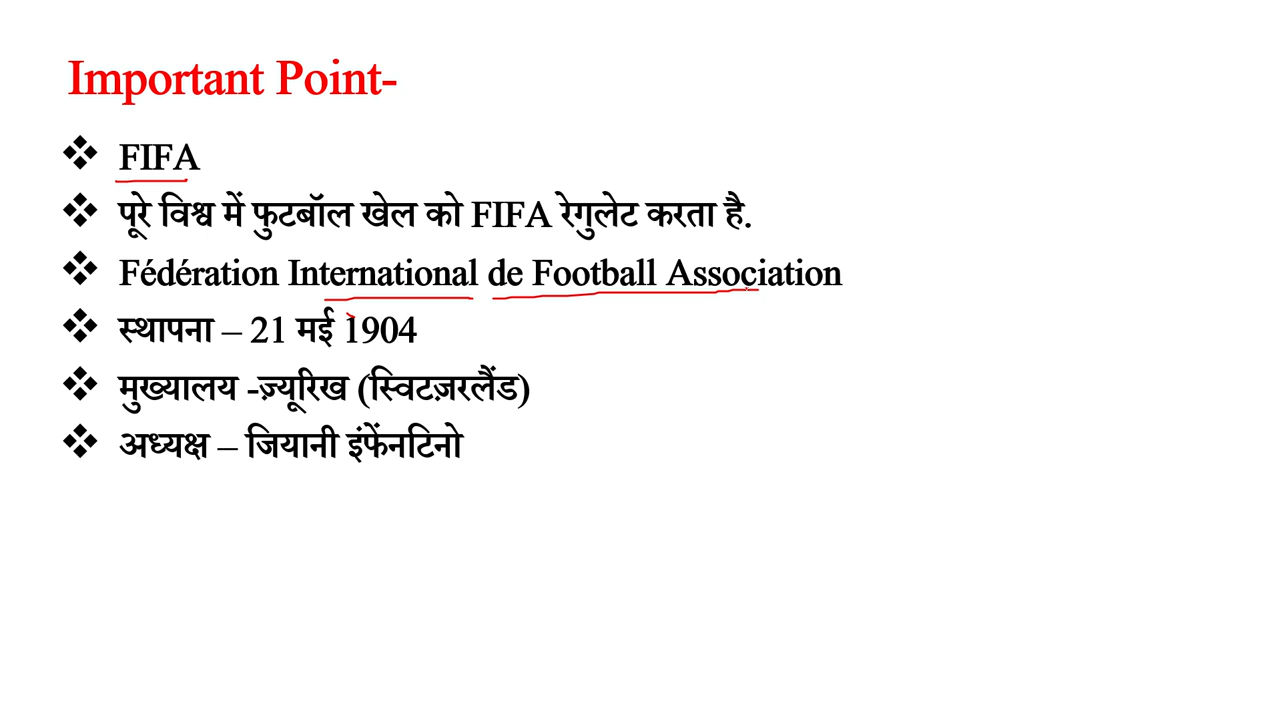 Important Point-
❖ FIFA
❖ पूरे विश्व में फुटबॉल खेल को FIFA रेगुलेट करता है.
❖ Fédération International de Football Association
❖ स्थापना – 21 मई 1904
❖ मुख्यालय -ज़्यूरिख (स्विटज़रलैंड)
❖ अध्यक्ष – जियानी इंफेंनटिनो